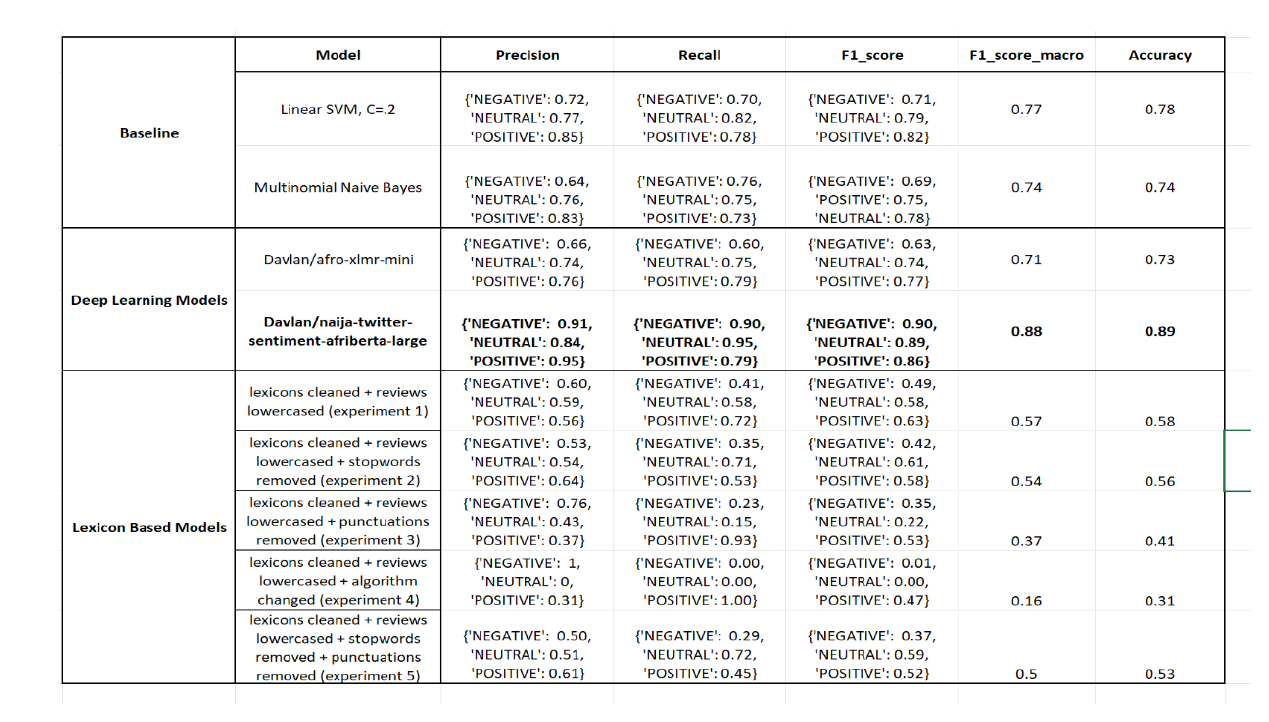 Model Precision Recall F1_score F1_score_macro Accuracy
Baseline
Linear SVM, C=.2
{'NEGATIVE': 0.72,
'NEUTRAL': 0.77,
'POSITIVE': 0.85}
{'NEGATIVE': 0.70,
'NEUTRAL': 0.82,
'POSITIVE': 0.78}
{'NEGATIVE': 0.71,
'NEUTRAL': 0.79,
'POSITIVE': 0.82}
0.77
0.78
Multinomial Naive Bayes
{'NEGATIVE': 0.64,
'NEUTRAL': 0.76,
'POSITIVE': 0.83}
{'NEGATIVE': 0.76,
'NEUTRAL': 0.75,
'POSITIVE': 0.73}
{'NEGATIVE': 0.69,
'POSITIVE': 0.75,
'NEUTRAL': 0.78}
0.74
0.74
Deep Learning Models
Davlan/afro-xlmr-mini
{'NEGATIVE': 0.66,
'NEUTRAL': 0.74,
'POSITIVE': 0.76}
{'NEGATIVE': 0.60,
'NEUTRAL': 0.75,
'POSITIVE': 0.79}
{'NEGATIVE': 0.63,
'NEUTRAL': 0.74,
'POSITIVE': 0.77}
0.71
0.73
Davlan/naija-twitter-
sentiment-afriberta-large
{'NEGATIVE': 0.91,
'NEUTRAL': 0.84,
'POSITIVE': 0.95}
{'NEGATIVE': 0.90,
'NEUTRAL': 0.95,
'POSITIVE': 0.79}
{'NEGATIVE': 0.90,
'NEUTRAL': 0.89,
'POSITIVE': 0.86}
0.88
0.89
Lexicon Based Models
lexicons cleaned + reviews
lowercased (experiment 1)
{'NEGATIVE': 0.60,
'NEUTRAL': 0.59,
'POSITIVE': 0.56}
{'NEGATIVE': 0.41,
'NEUTRAL': 0.58,
'POSITIVE': 0.72}
{'NEGATIVE': 0.49,
'NEUTRAL': 0.58,
'POSITIVE': 0.63}
0.57
0.58
lexicons cleaned + reviews
lowercased + stopwords
removed (experiment 2)
{'NEGATIVE': 0.53,
'NEUTRAL': 0.54,
'POSITIVE': 0.64}
{'NEGATIVE': 0.35,
'NEUTRAL': 0.71,
'POSITIVE': 0.53}
{'NEGATIVE': 0.42,
'NEUTRAL': 0.61,
'POSITIVE': 0.58}
0.54
0.56
lexicons cleaned + reviews
lowercased + punctuations
removed (experiment 3)
{'NEGATIVE': 0.76,
'NEUTRAL': 0.43,
'POSITIVE': 0.37}
{'NEGATIVE': 0.23,
'NEUTRAL': 0.15,
'POSITIVE': 0.93}
{'NEGATIVE': 0.35,
'NEUTRAL': 0.22,
'POSITIVE': 0.53}
0.37
0.41
lexicons cleaned + reviews
lowercased + algorithm
changed (experiment 4)
{'NEGATIVE': 1,
'NEUTRAL': 0,
'POSITIVE': 0.31}
{'NEGATIVE': 0.00,
'NEUTRAL': 0.00,
'POSITIVE': 1.00}
{'NEGATIVE': 0.01,
'NEUTRAL': 0.00,
'POSITIVE': 0.47}
0.16
0.31
lexicons cleaned + reviews
lowercased + stopwords
removed + punctuations
removed (experiment 5)
{'NEGATIVE': 0.50,
'NEUTRAL': 0.51,
'POSITIVE': 0.61}
{'NEGATIVE': 0.29,
'NEUTRAL': 0.72,
'POSITIVE': 0.45}
{'NEGATIVE': 0.37,
'NEUTRAL': 0.59,
'POSITIVE': 0.52}
0.5
0.53